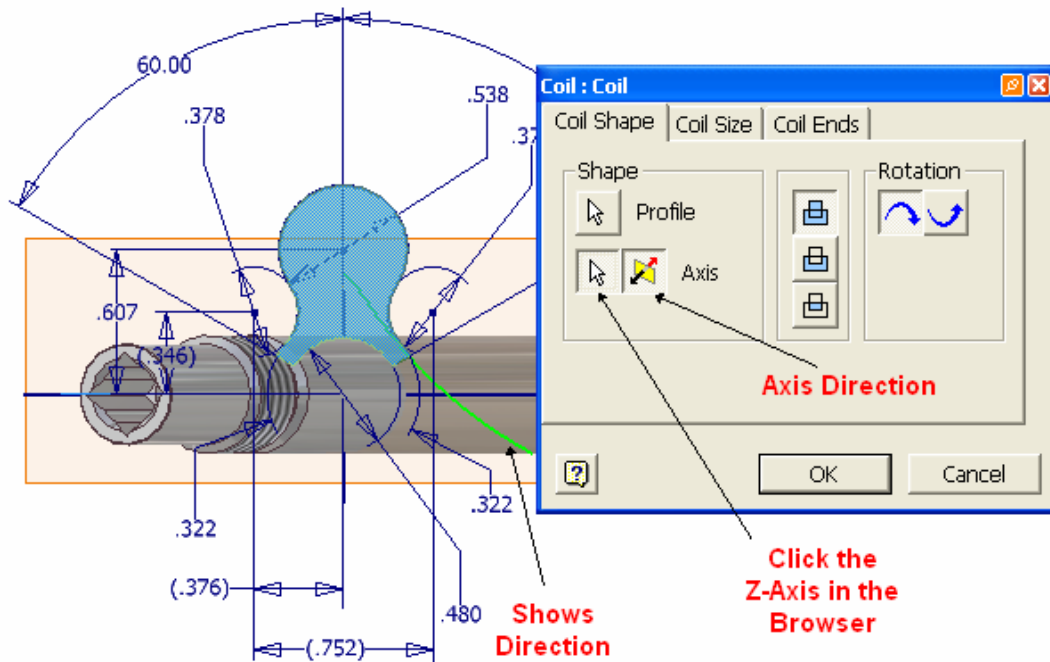 60.00
.378
.538
.37
.607
(.346)
.322
.322
(.376)
.480
(.752)
Coil : Coil
Coil Shape
Coil Size
Coil Ends
Shape
Profile
Axis
Rotation
Axis Direction
?
OK
Cancel
Shows
Direction
Click the
Z-Axis in the
Browser